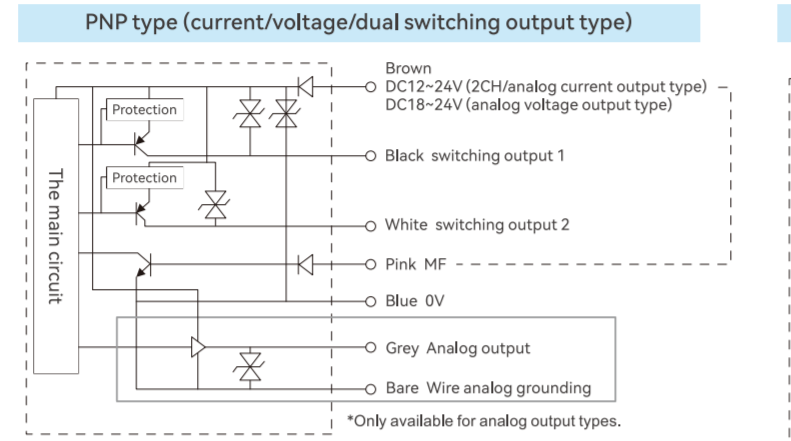 PNP type (current/voltage/dual switching output type)
Brown
DC12~24V (2CH/analog current output type)
DC18~24V (analog voltage output type)
Protection
Black switching output 1
Protection
The main circuit
White switching output 2
Pink MF
Blue 0V
Grey Analog output
Bare Wire analog grounding
*Only available for analog output types.